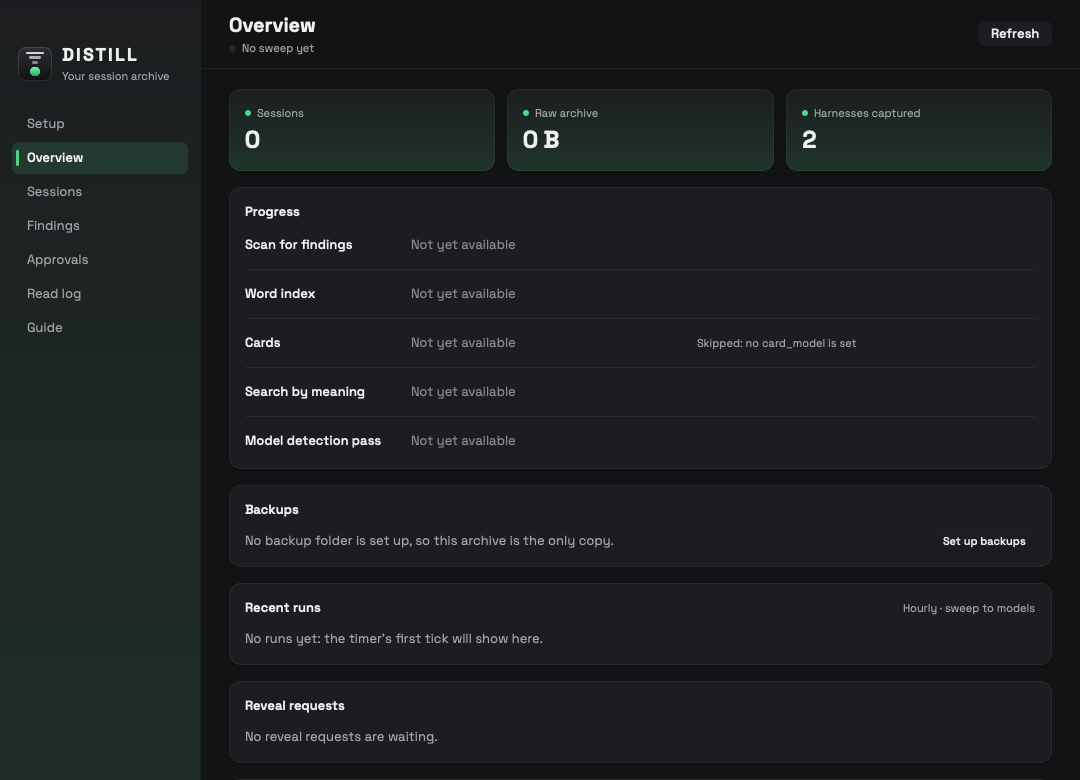 DISTILL
Your session archive
Setup
Overview
Sessions
Findings
Approvals
Read log
Guide
Overview
No sweep yet
Refresh
Sessions
0
Raw archive
0 B
Harnesses captured
2
Progress
Scan for findings Not yet available
Word index Not yet available
Cards Not yet available Skipped: no card_model is set
Search by meaning Not yet available
Model detection pass Not yet available
Backups
No backup folder is set up, so this archive is the only copy. Set up backups
Recent runs Hourly · sweep to models
No runs yet: the timer's first tick will show here.
Reveal requests
No reveal requests are waiting.